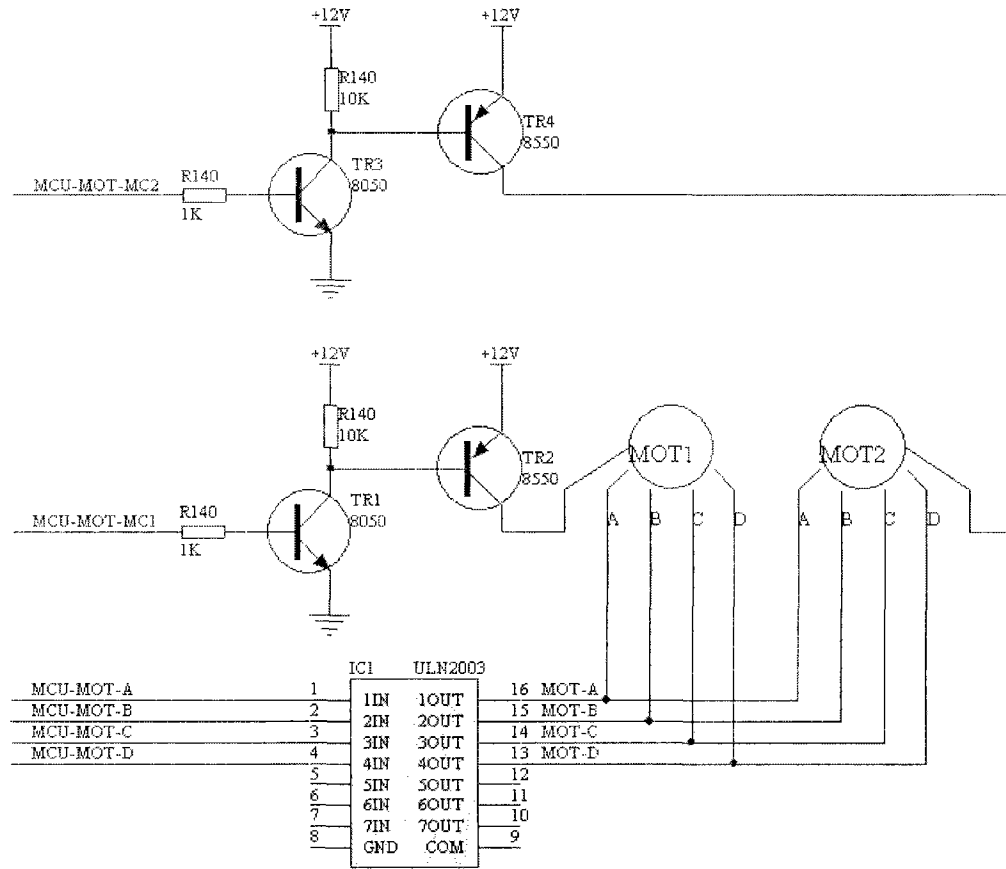 +12V +12V
R140
10K
TR4
8550
TR3
8050
MCU-MOT-MC2
R140
1K
+12V +12V
R140
10K
MOT1 MOT2
TR2
8550
TR1
8050
MCU-MOT-MC1
R140
1K
A B C D A B C D
IC1 ULN2003
MCU-MOT-A 1 1IN 1OUT 16 MOT-A
MCU-MOT-B 2 2IN 2OUT 15 MOT-B
MCU-MOT-C 3 3IN 3OUT 14 MOT-C
MCU-MOT-D 4 4IN 4OUT 13 MOT-D
5 5IN 5OUT 12
6 6IN 6OUT 11
7 7IN 7OUT 10
8 GND COM 9